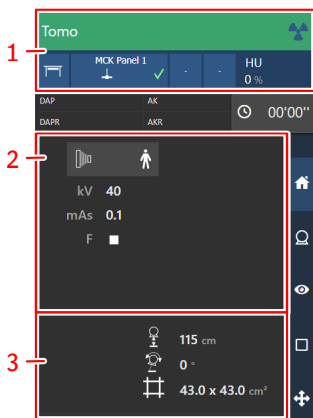 Tomo
1
MCK Panel 1
- -
HU
0 %
DAP AK
DAPR AKR
00'00''
2
kV 40
mAs 0.1
F
3
115 cm
0 °
43.0 x 43.0 cm²